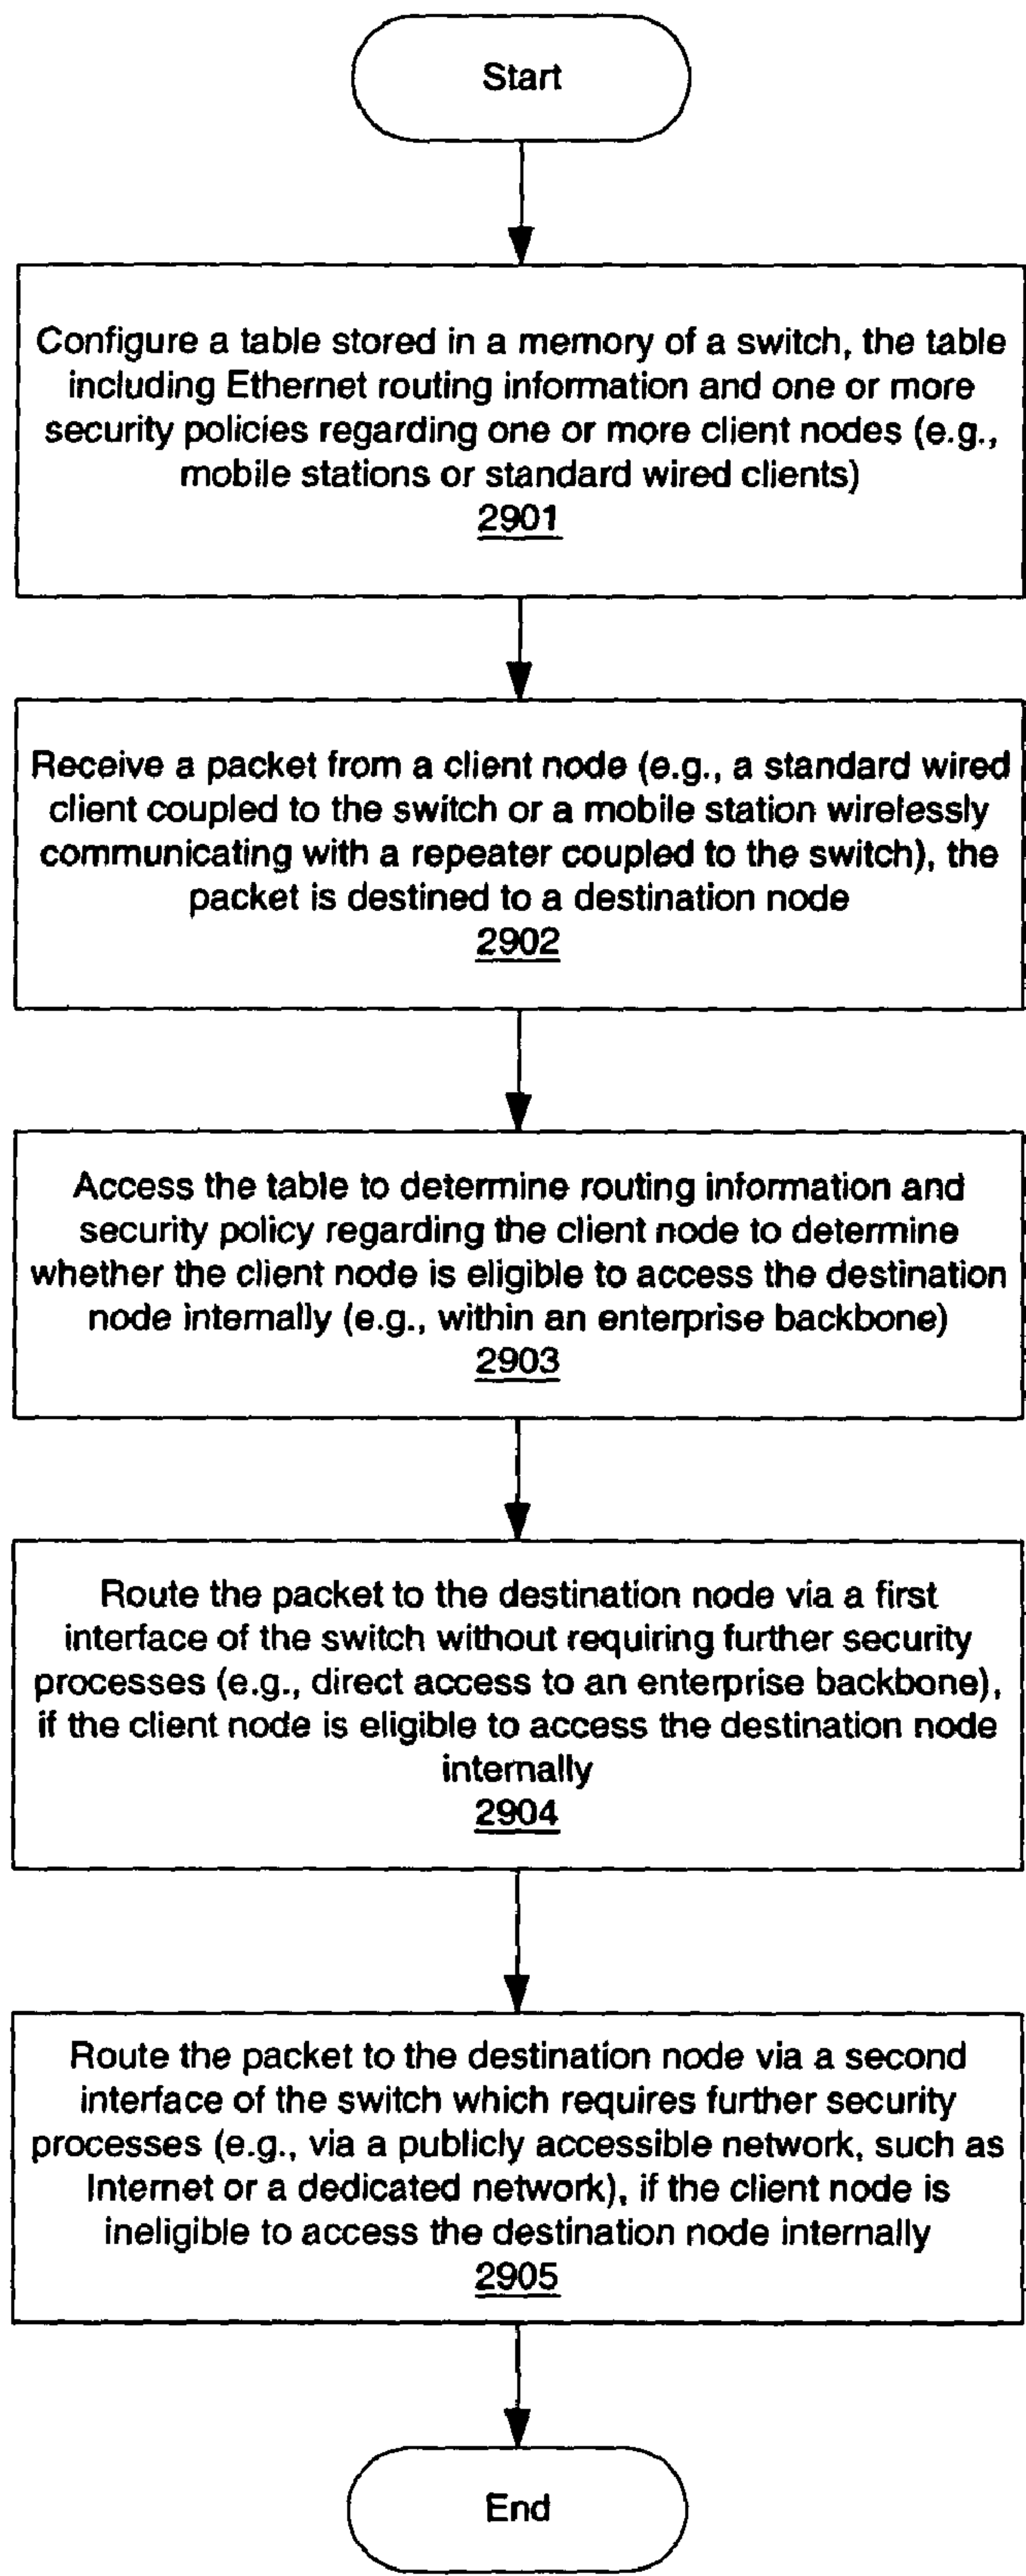 Start
Configure a table stored in a memory of a switch, the table
including Ethernet routing information and one or more
security policies regarding one or more client nodes (e.g.,
mobile stations or standard wired clients)
2901
Receive a packet from a client node (e.g., a standard wired
client coupled to the switch or a mobile station wirelessly
communicating with a repeater coupled to the switch), the
packet is destined to a destination node
2902
Access the table to determine routing information and
security policy regarding the client node to determine
whether the client node is eligible to access the destination
node internally (e.g., within an enterprise backbone)
2903
Route the packet to the destination node via a first
interface of the switch without requiring further security
processes (e.g., direct access to an enterprise backbone),
if the client node is eligible to access the destination node
internally
2904
Route the packet to the destination node via a second
interface of the switch which requires further security
processes (e.g., via a publicly accessible network, such as
Internet or a dedicated network), if the client node is
ineligible to access the destination node internally
2905
End